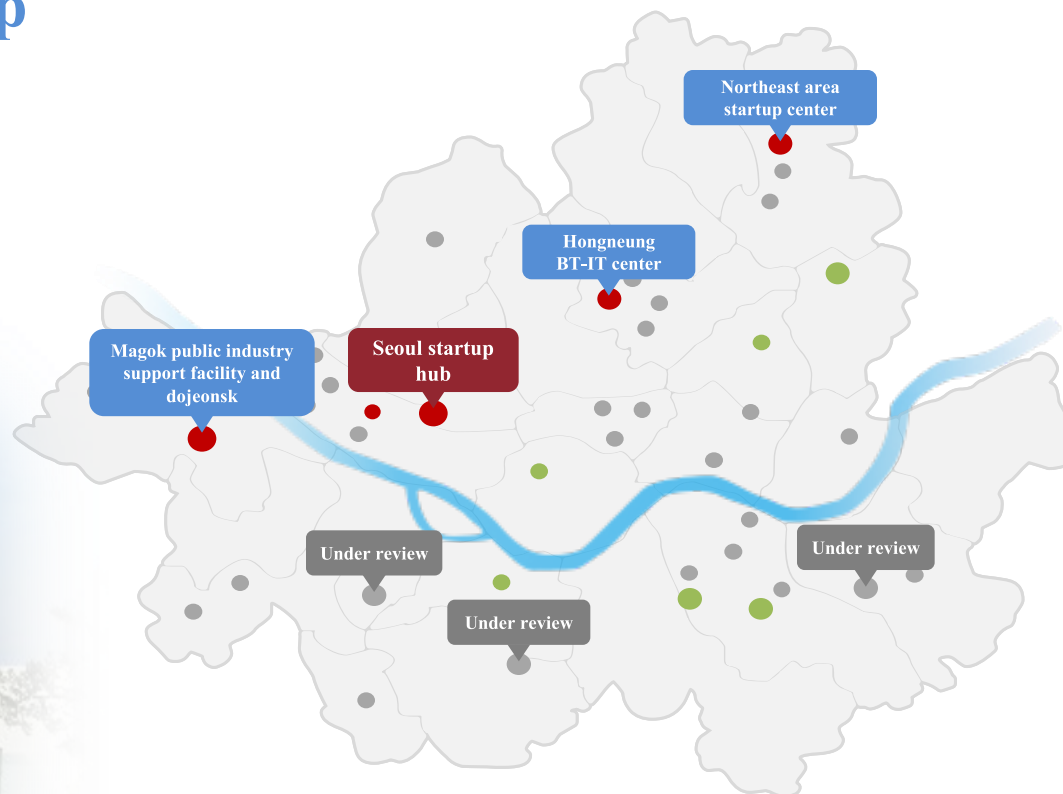 p
Northeast area
startup center
Hongneung
BT-IT center
Magok public industry
support facility and
dojeonsk
Seoul startup
hub
Under review
Under review
Under review